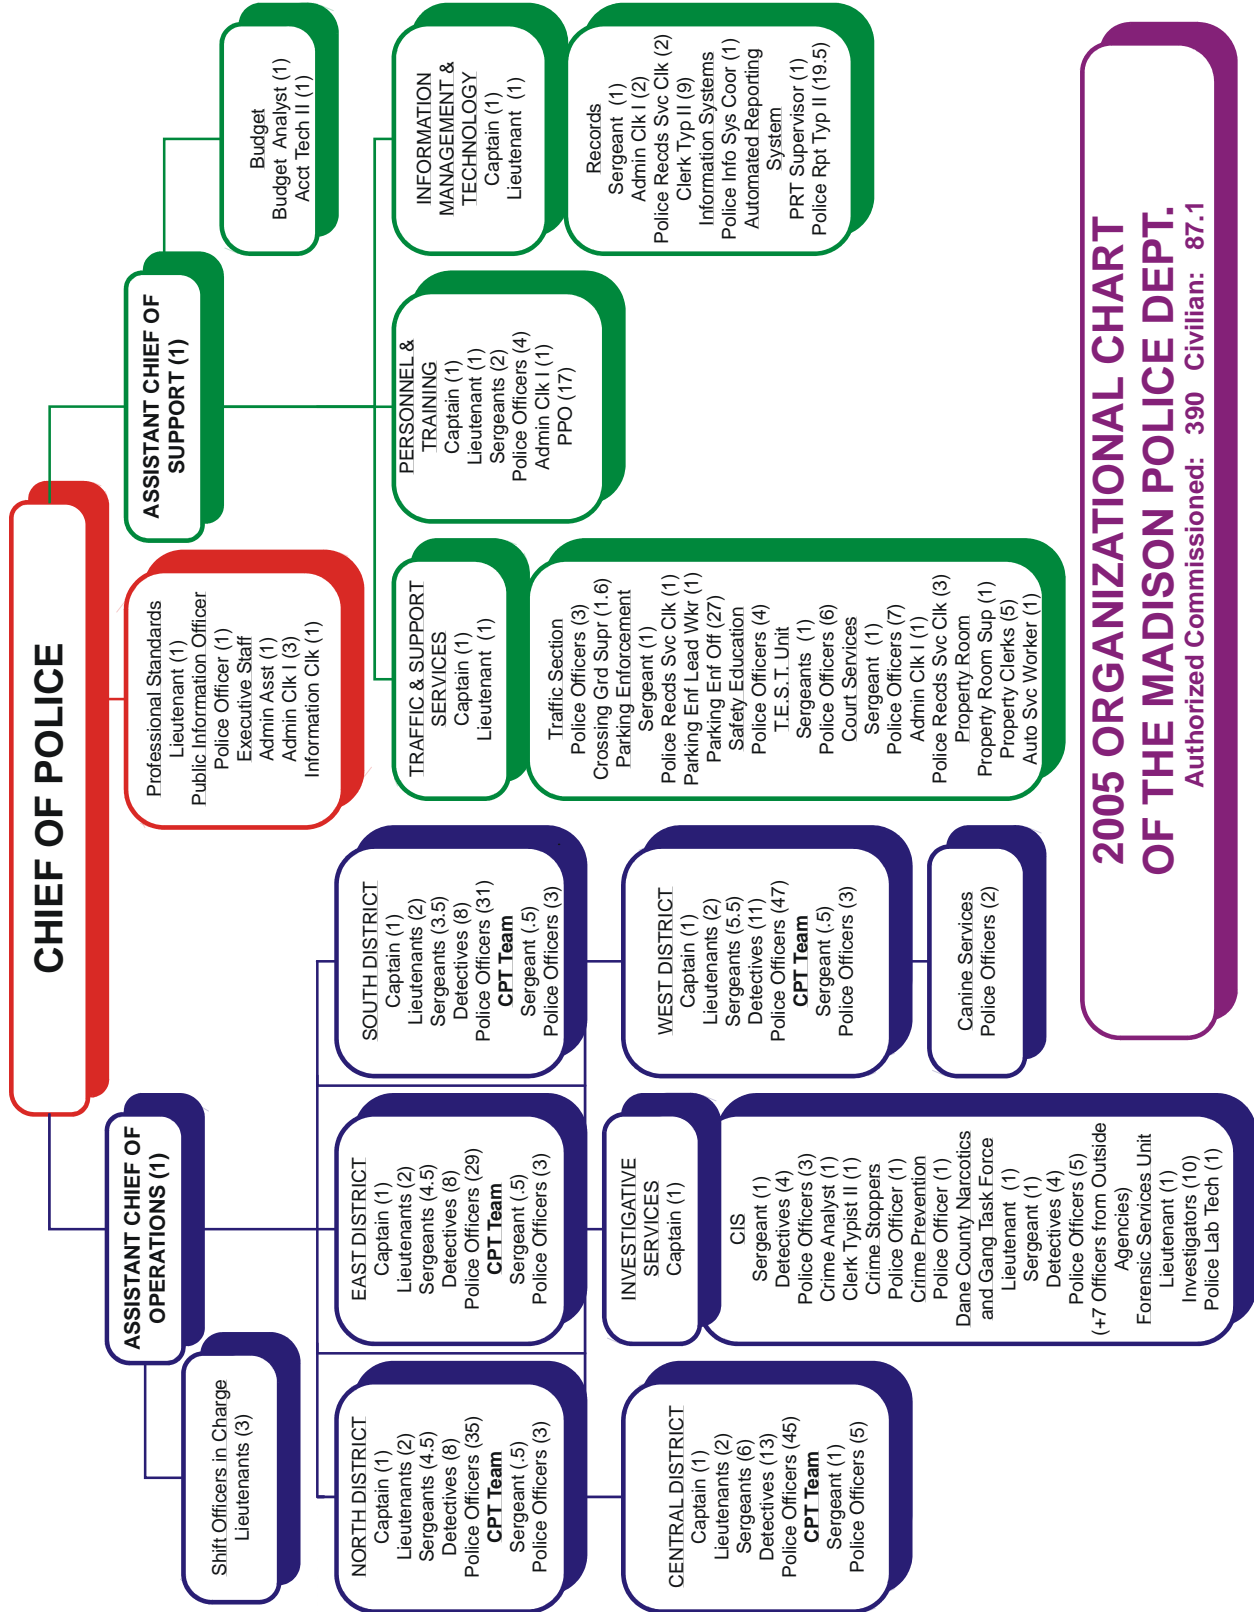 CHIEF OF POLICE
Professional Standards
Lieutenant (1)
Public Information Officer
Police Officer (1)
Executive Staff
Admin Asst (1)
Admin Clk I (3)
Information Clk (1)
ASSISTANT CHIEF OF
OPERATIONS (1)
Shift Officers in Charge
Lieutenants (3)
NORTH DISTRICT
Captain (1)
Lieutenants (2)
Sergeants (4.5)
Detectives (8)
Police Officers (35)
CPT Team
Sergeant (.5)
Police Officers (3)
EAST DISTRICT
Captain (1)
Lieutenants (2)
Sergeants (4.5)
Detectives (8)
Police Officers (29)
CPT Team
Sergeant (.5)
Police Officers (3)
SOUTH DISTRICT
Captain (1)
Lieutenants (2)
Sergeants (3.5)
Detectives (8)
Police Officers (31)
CPT Team
Sergeant (.5)
Police Officers (3)
CENTRAL DISTRICT
Captain (1)
Lieutenants (2)
Sergeants (6)
Detectives (13)
Police Officers (45)
CPT Team
Sergeant (1)
Police Officers (5)
INVESTIGATIVE
SERVICES
Captain (1)
CIS
Sergeant (1)
Detectives (4)
Police Officers (3)
Crime Analyst (1)
Clerk Typist II (1)
Crime Stoppers
Police Officer (1)
Crime Prevention
Police Officer (1)
Dane County Narcotics
and Gang Task Force
Lieutenant (1)
Sergeant (1)
Detectives (4)
Police Officers (5)
(+7 Officers from Outside
Agencies)
Forensic Services Unit
Lieutenant (1)
Investigators (10)
Police Lab Tech (1)
WEST DISTRICT
Captain (1)
Lieutenants (2)
Sergeants (5.5)
Detectives (11)
Police Officers (47)
CPT Team
Sergeant (.5)
Police Officers (3)
Canine Services
Police Officers (2)
ASSISTANT CHIEF OF
SUPPORT (1)
Budget
Budget Analyst (1)
Acct Tech II (1)
TRAFFIC & SUPPORT
SERVICES
Captain (1)
Lieutenant (1)
Traffic Section
Police Officers (3)
Crossing Grd Supr (1.6)
Parking Enforcement
Sergeant (1)
Police Recds Svc Clk (1)
Parking Enf Lead Wkr (1)
Parking Enf Off (27)
Safety Education
Police Officers (4)
T.E.S.T. Unit
Sergeants (1)
Police Officers (6)
Court Services
Sergeant (1)
Police Officers (7)
Admin Clk I (1)
Police Recds Svc Clk (3)
Property Room
Property Room Sup (1)
Property Clerks (5)
Auto Svc Worker (1)
PERSONNEL &
TRAINING
Captain (1)
Lieutenant (1)
Sergeants (2)
Police Officers (4)
Admin Clk I (1)
PPO (17)
INFORMATION
MANAGEMENT &
TECHNOLOGY
Captain (1)
Lieutenant (1)
Records
Sergeant (1)
Admin Clk I (2)
Police Recds Svc Clk (2)
Clerk Typ II (9)
Information Systems
Police Info Sys Coor (1)
Automated Reporting
System
PRT Supervisor (1)
Police Rpt Typ II (19.5)
2005 ORGANIZATIONAL CHART
OF THE MADISON POLICE DEPT.
Authorized Commissioned: 390 Civilian: 87.1